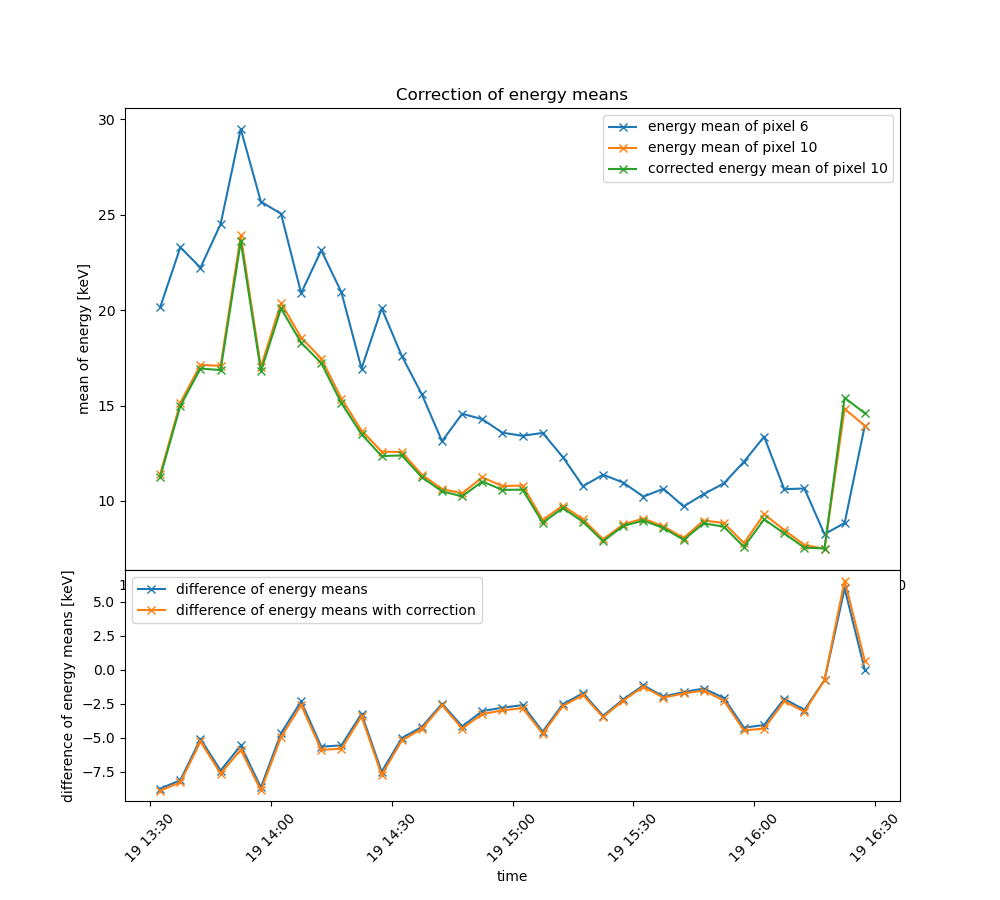 Correction of energy means
30
25
20
15
10
mean of energy [keV]
energy mean of pixel 6
energy mean of pixel 10
corrected energy mean of pixel 10
difference of energy means
difference of energy means with correction
5.0
2.5
0.0
−2.5
−5.0
−7.5
difference of energy means [keV]
19 13:30
19 14:00
19 14:30
19 15:00
19 15:30
19 16:00
19 16:30
time